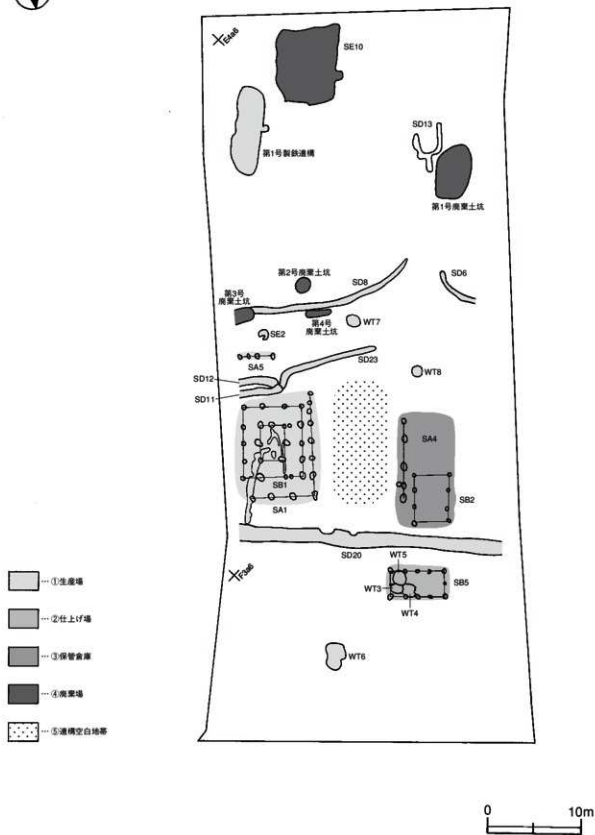 E4a6
SE10
SD13
第1号製鉄遺構
第1号廃棄土坑
第2号廃棄土坑
SD8
SD6
第3号
廃棄土坑
第4号
廃棄土坑
WT7
SE2
SA5
SD23
SD12
SD11
WT8
SA4
SB1
SB2
SA1
SD20
F3a6
WT5
SB5
WT3
WT4
WT6
…①生産場
…②仕上げ場
…③保管倉庫
…④廃棄場
…⑤遺構空白地帯
0 10m